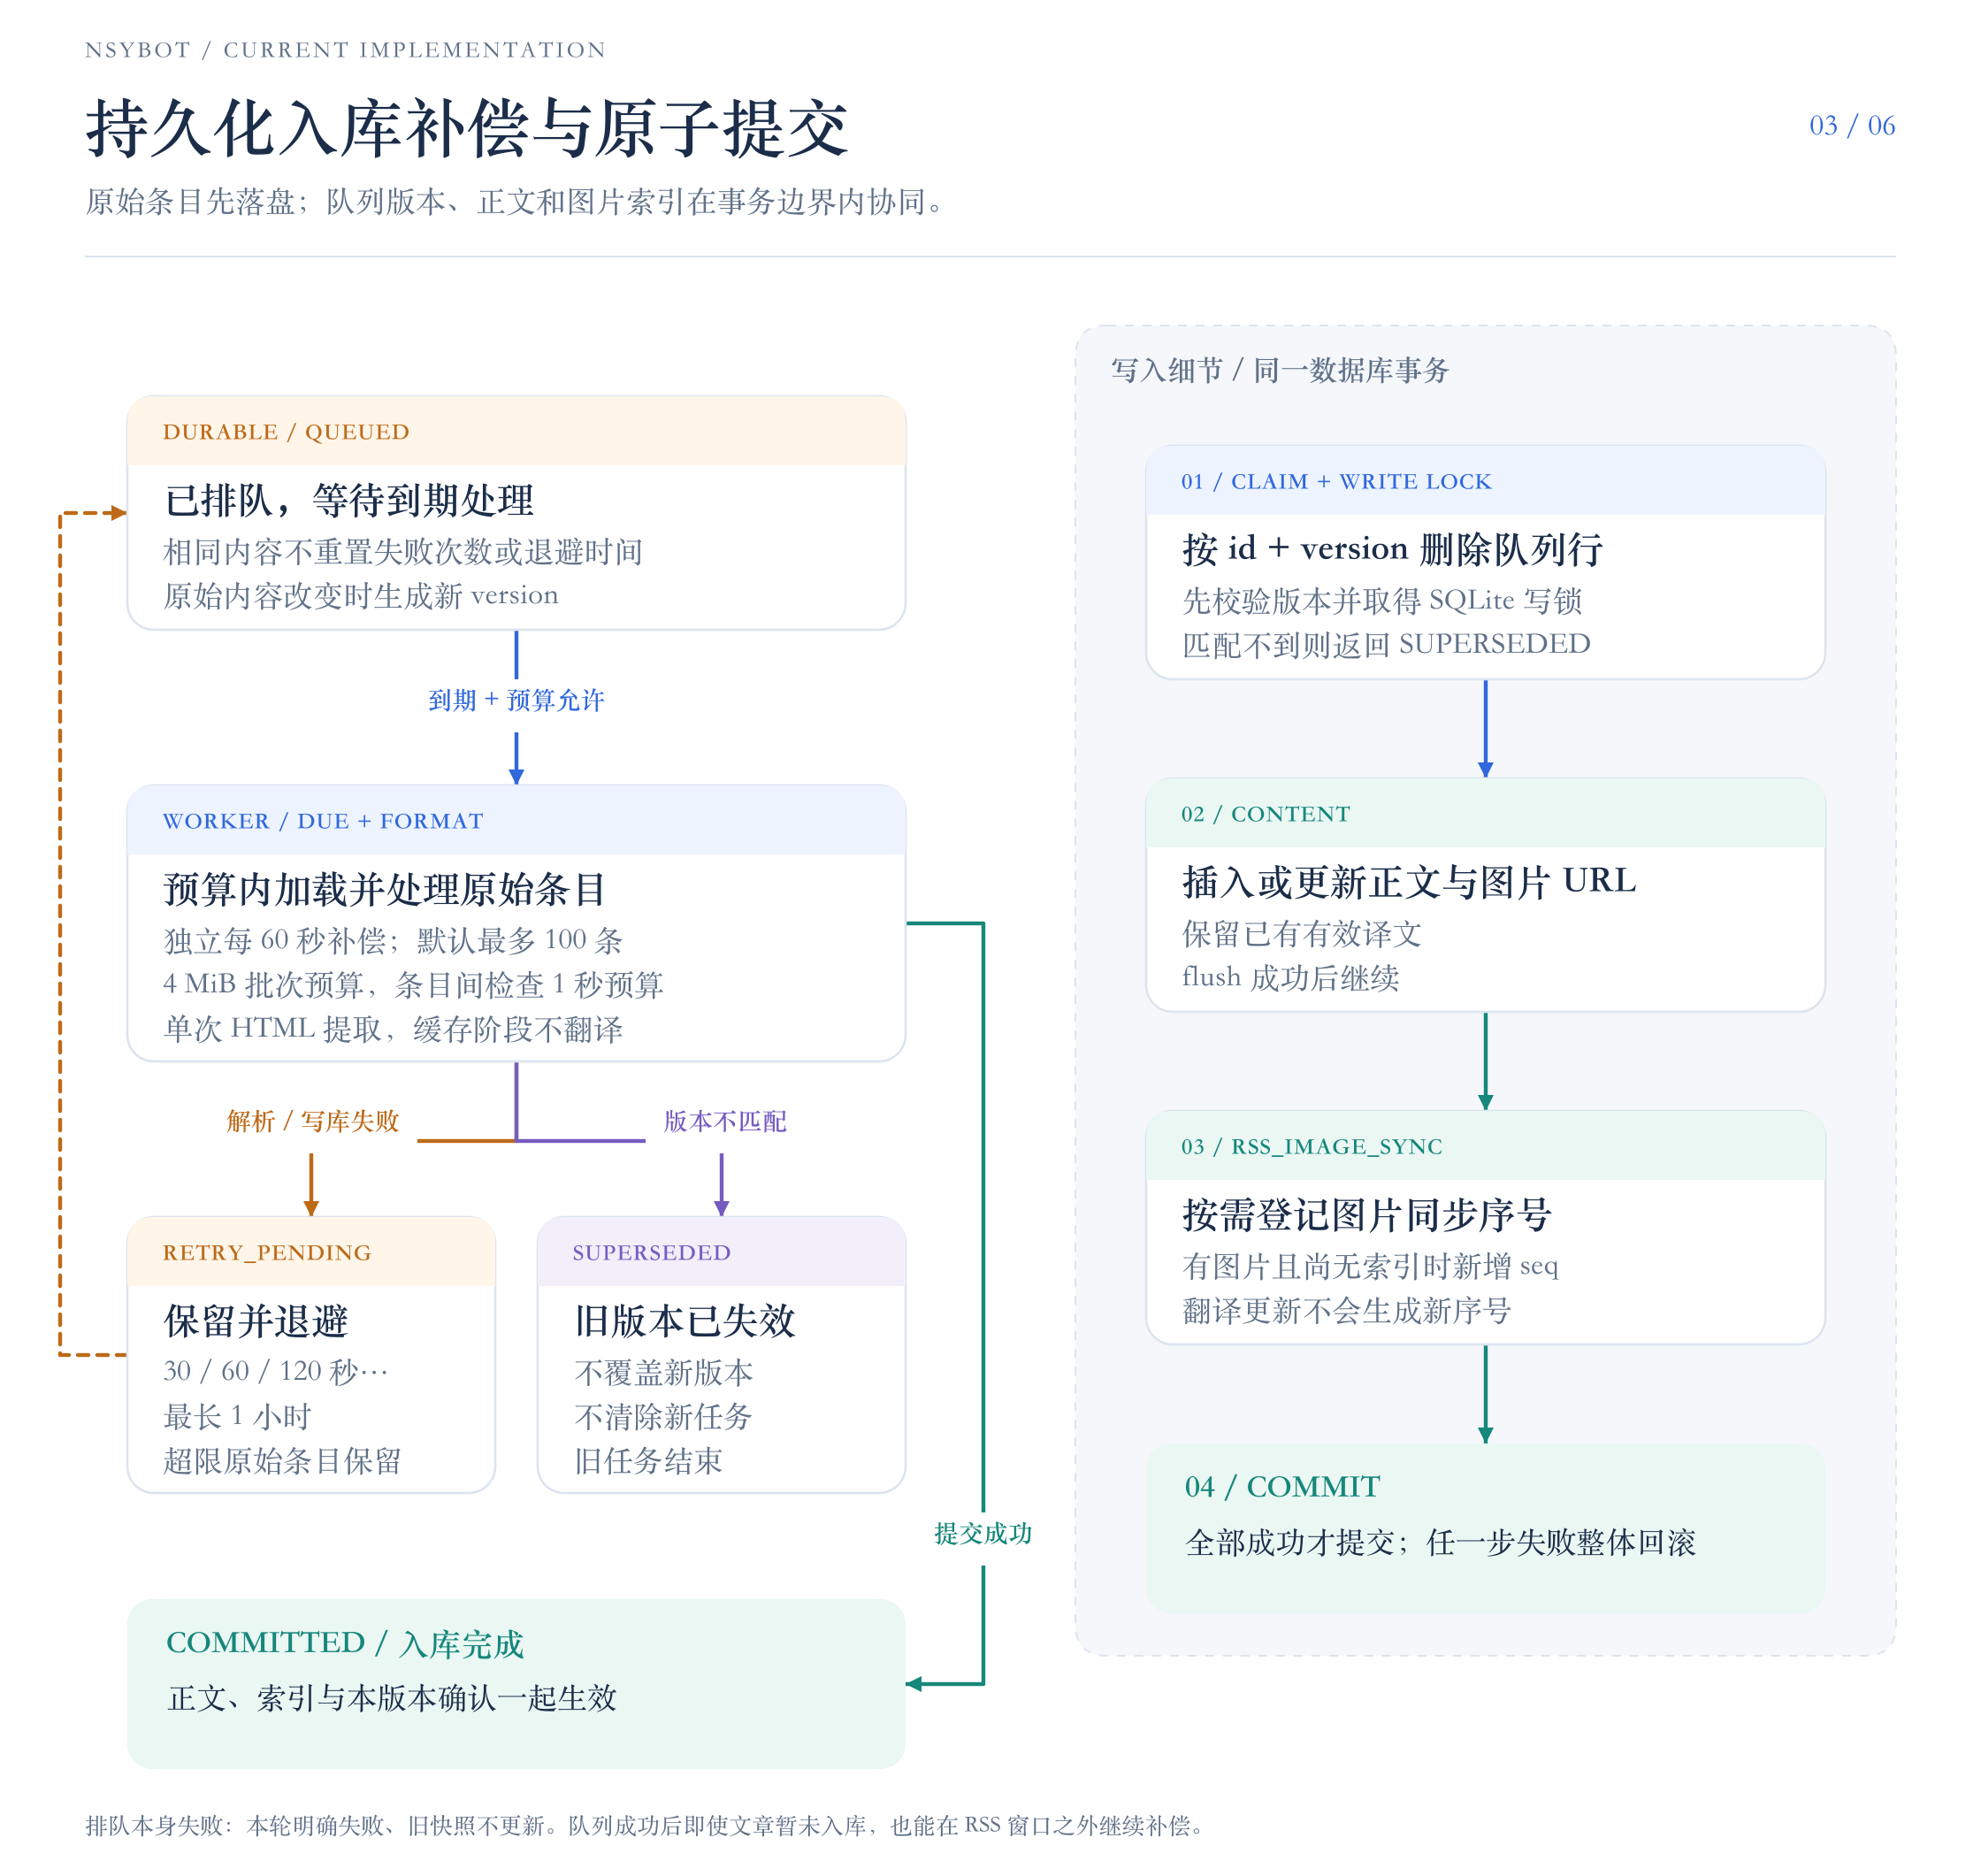 NSYBOT / CURRENT IMPLEMENTATION
持久化入库补偿与原子提交
03 / 06
原始条目先落盘；队列版本、正文和图片索引在事务边界内协同。
DURABLE / QUEUED
已排队，等待到期处理
相同内容不重置失败次数或退避时间
原始内容改变时生成新 version
到期 + 预算允许
WORKER / DUE + FORMAT
预算内加载并处理原始条目
独立每 60 秒补偿；默认最多 100 条
4 MiB 批次预算，条目间检查 1 秒预算
单次 HTML 提取，缓存阶段不翻译
解析 / 写库失败
版本不匹配
RETRY_PENDING
保留并退避
30 / 60 / 120 秒…
最长 1 小时
超限原始条目保留
SUPERSEDED
旧版本已失效
不覆盖新版本
不清除新任务
旧任务结束
提交成功
COMMITTED / 入库完成
正文、索引与本版本确认一起生效
写入细节 / 同一数据库事务
01 / CLAIM + WRITE LOCK
按 id + version 删除队列行
先校验版本并取得 SQLite 写锁
匹配不到则返回 SUPERSEDED
02 / CONTENT
插入或更新正文与图片 URL
保留已有有效译文
flush 成功后继续
03 / RSS_IMAGE_SYNC
按需登记图片同步序号
有图片且尚无索引时新增 seq
翻译更新不会生成新序号
04 / COMMIT
全部成功才提交；任一步失败整体回滚
排队本身失败：本轮明确失败、旧快照不更新。队列成功后即使文章暂未入库，也能在 RSS 窗口之外继续补偿。